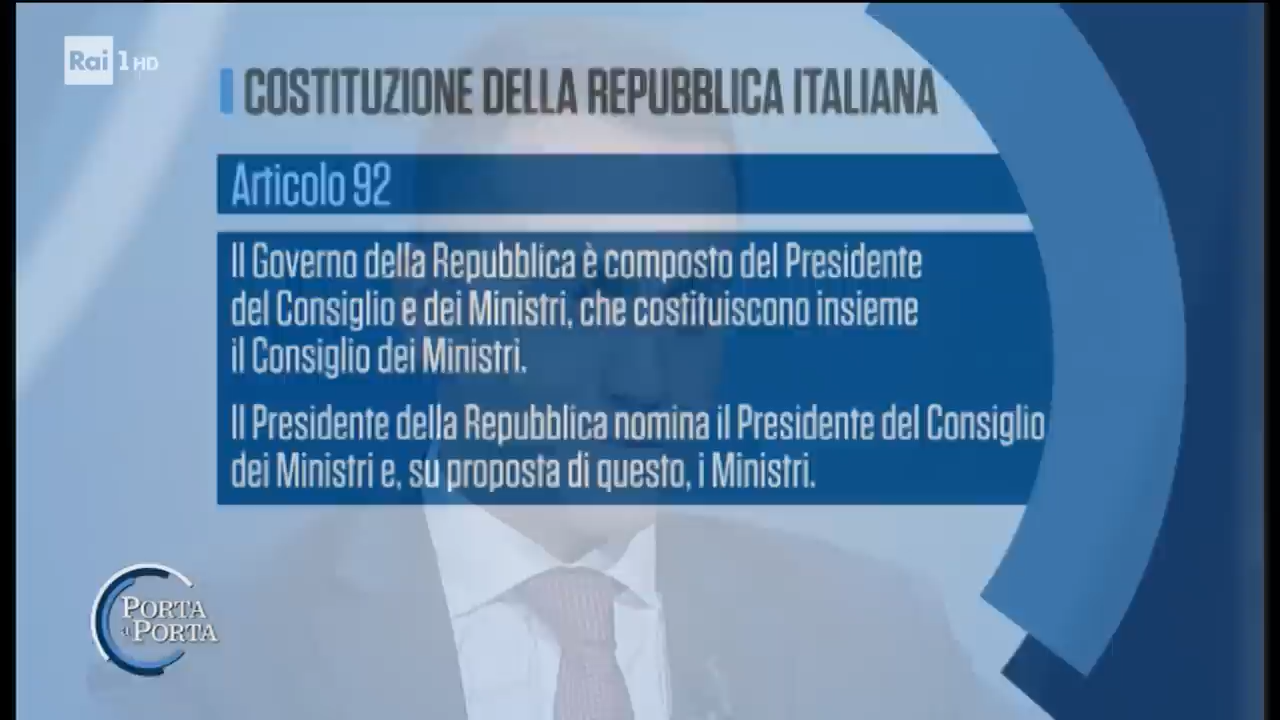 Rai 1 HD
COSTITUZIONE DELLA REPUBBLICA ITALIANA
Articolo 92
Il Governo della Repubblica è composto del Presidente
del Consiglio e dei Ministri, che costituiscono insieme
il Consiglio dei Ministri.
Il Presidente della Repubblica nomina il Presidente del Consiglio
dei Ministri e, su proposta di questo, i Ministri.
PORTA
a PORTA